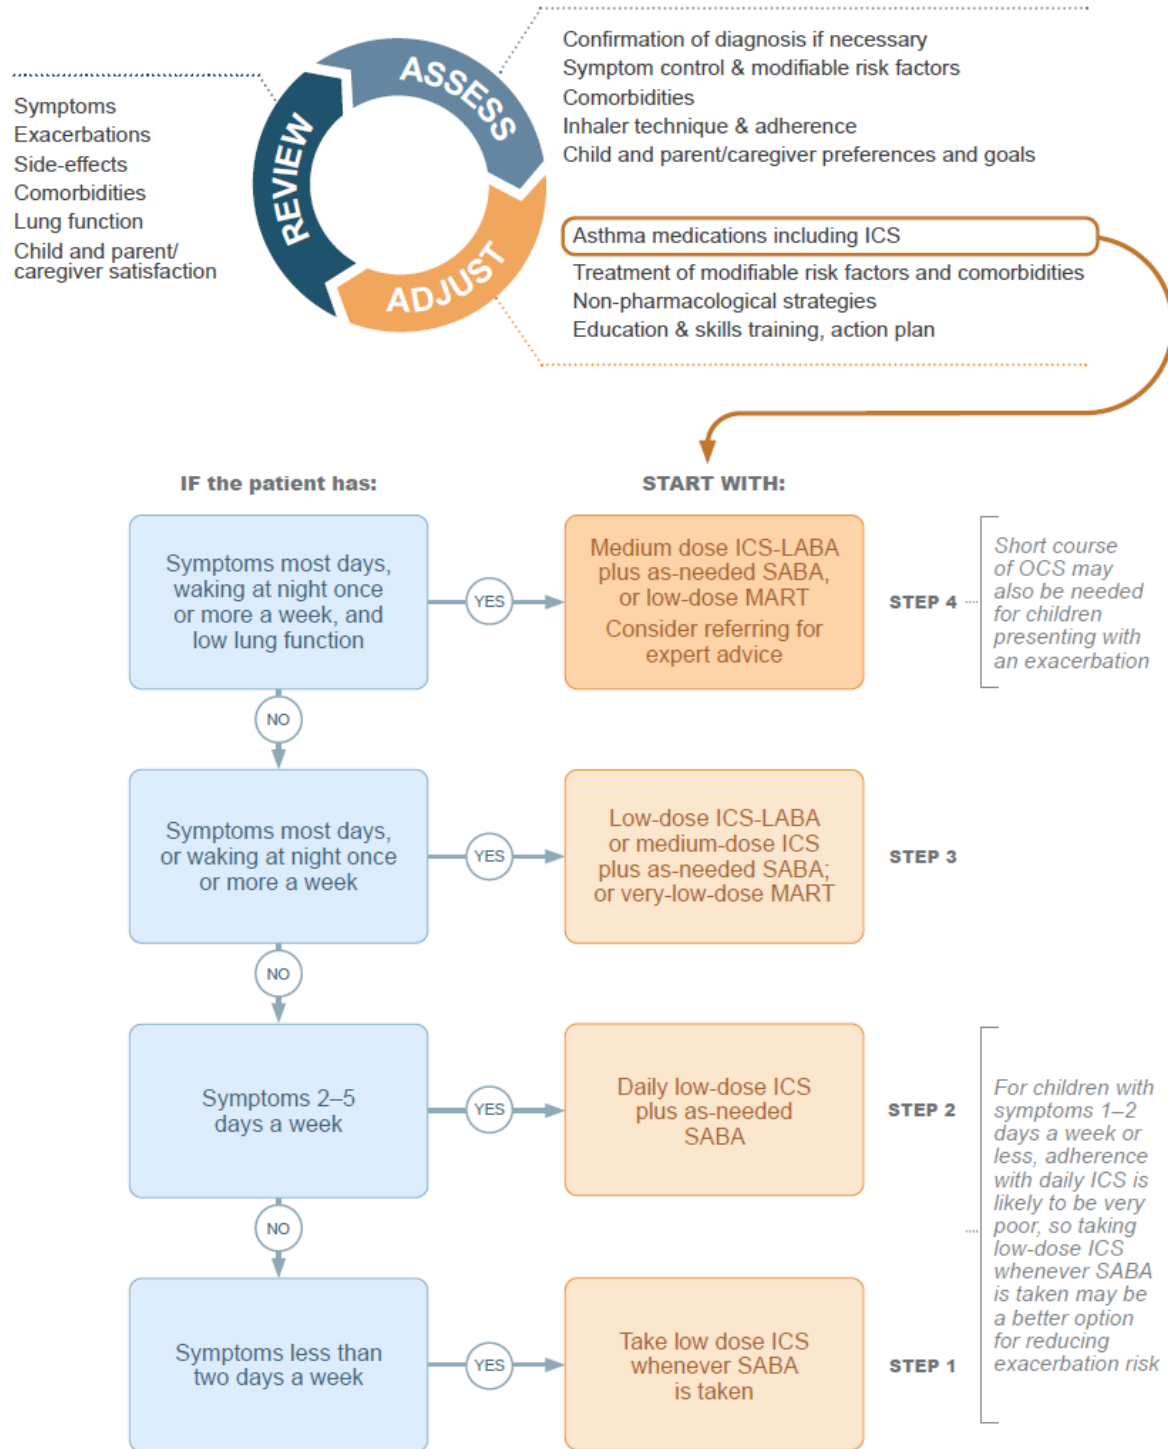 ASSESS
Confirmation of diagnosis if necessary
Symptom control & modifiable risk factors
Comorbidities
Inhaler technique & adherence
Child and parent/caregiver preferences and goals
REVIEW
Symptoms
Exacerbations
Side-effects
Comorbidities
Lung function
Child and parent/
caregiver satisfaction
ADJUST
Asthma medications including ICS
Treatment of modifiable risk factors and comorbidities
Non-pharmacological strategies
Education & skills training, action plan
IF the patient has:
START WITH:
Symptoms most days,
waking at night once
or more a week, and
low lung function
YES
Medium dose ICS-LABA
plus as-needed SABA,
or low-dose MART
Consider referring for
expert advice
STEP 4
Short course
of OCS may
also be needed
for children
presenting with
an exacerbation
NO
Symptoms most days,
or waking at night once
or more a week
YES
Low-dose ICS-LABA
or medium-dose ICS
plus as-needed SABA;
or very-low-dose MART
STEP 3
NO
Symptoms 2–5
days a week
YES
Daily low-dose ICS
plus as-needed
SABA
STEP 2
For children with
symptoms 1–2
days a week or
less, adherence
with daily ICS is
likely to be very
poor, so taking
low-dose ICS
whenever SABA
is taken may be
a better option
for reducing
exacerbation risk
NO
Symptoms less than
two days a week
YES
Take low dose ICS
whenever SABA
is taken
STEP 1